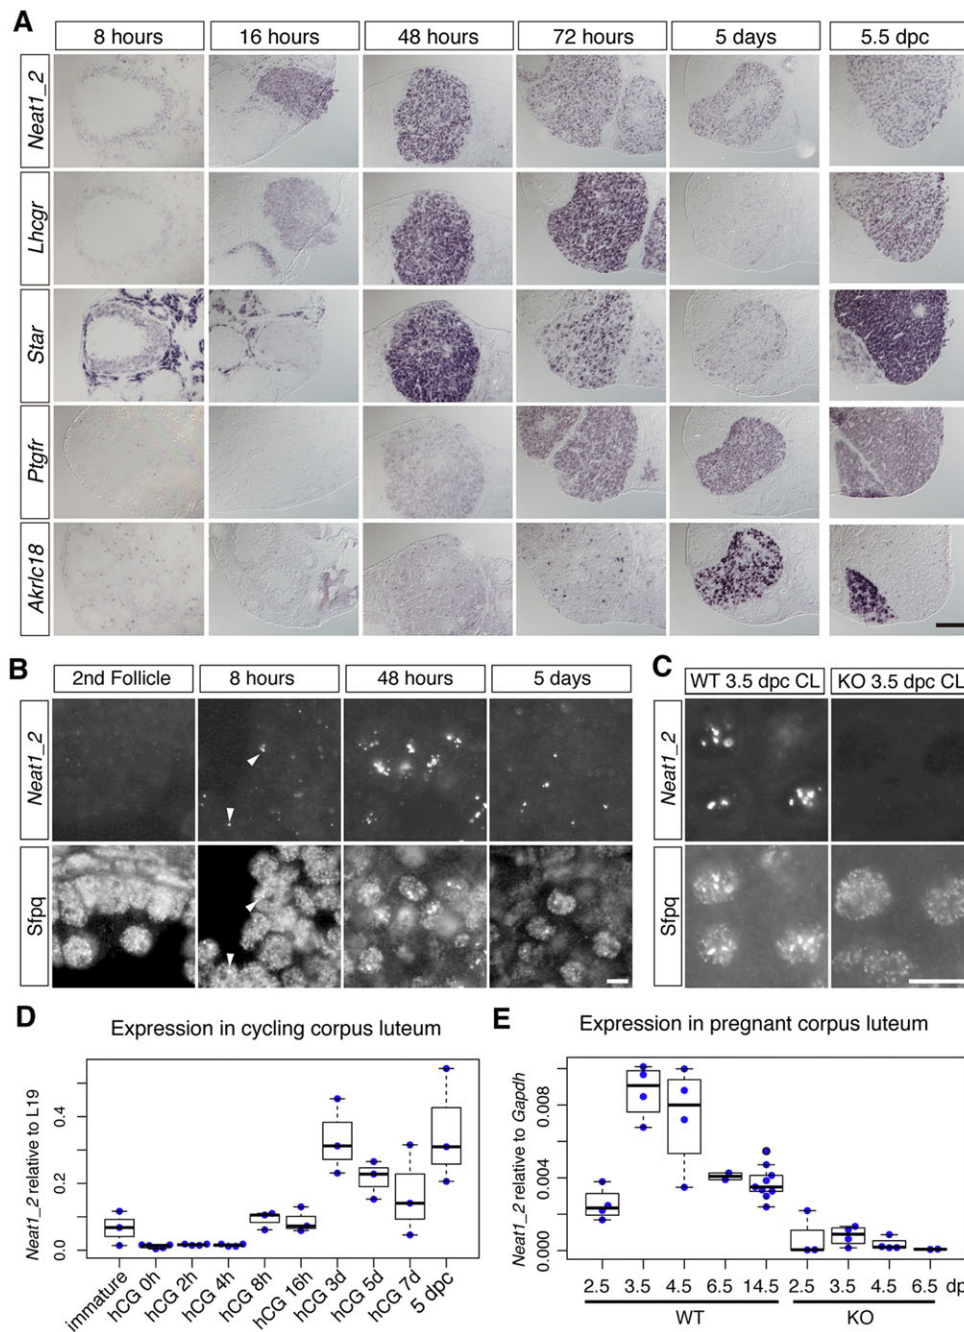 A
8 hours 16 hours 48 hours 72 hours 5 days 5.5 dpc
Neat1_2
Lhcgr
Star
Ptgfr
Akrlc18
B
2nd Follicle 8 hours 48 hours 5 days
Neat1_2
Sfpq
C
WT 3.5 dpc CL KO 3.5 dpc CL
Neat1_2
Sfpq
D
Expression in cycling corpus luteum
Neat1_2 relative to L19
0.4
0.2
0.0
immature hCG 0h hCG 2h hCG 4h hCG 8h hCG 16h hCG 3d hCG 5d hCG 7d 5 dpc
E
Expression in pregnant corpus luteum
Neat1_2 relative to Gapdh
0.008
0.004
0.000
2.5 3.5 4.5 6.5 14.5 2.5 3.5 4.5 6.5 dp
WT KO